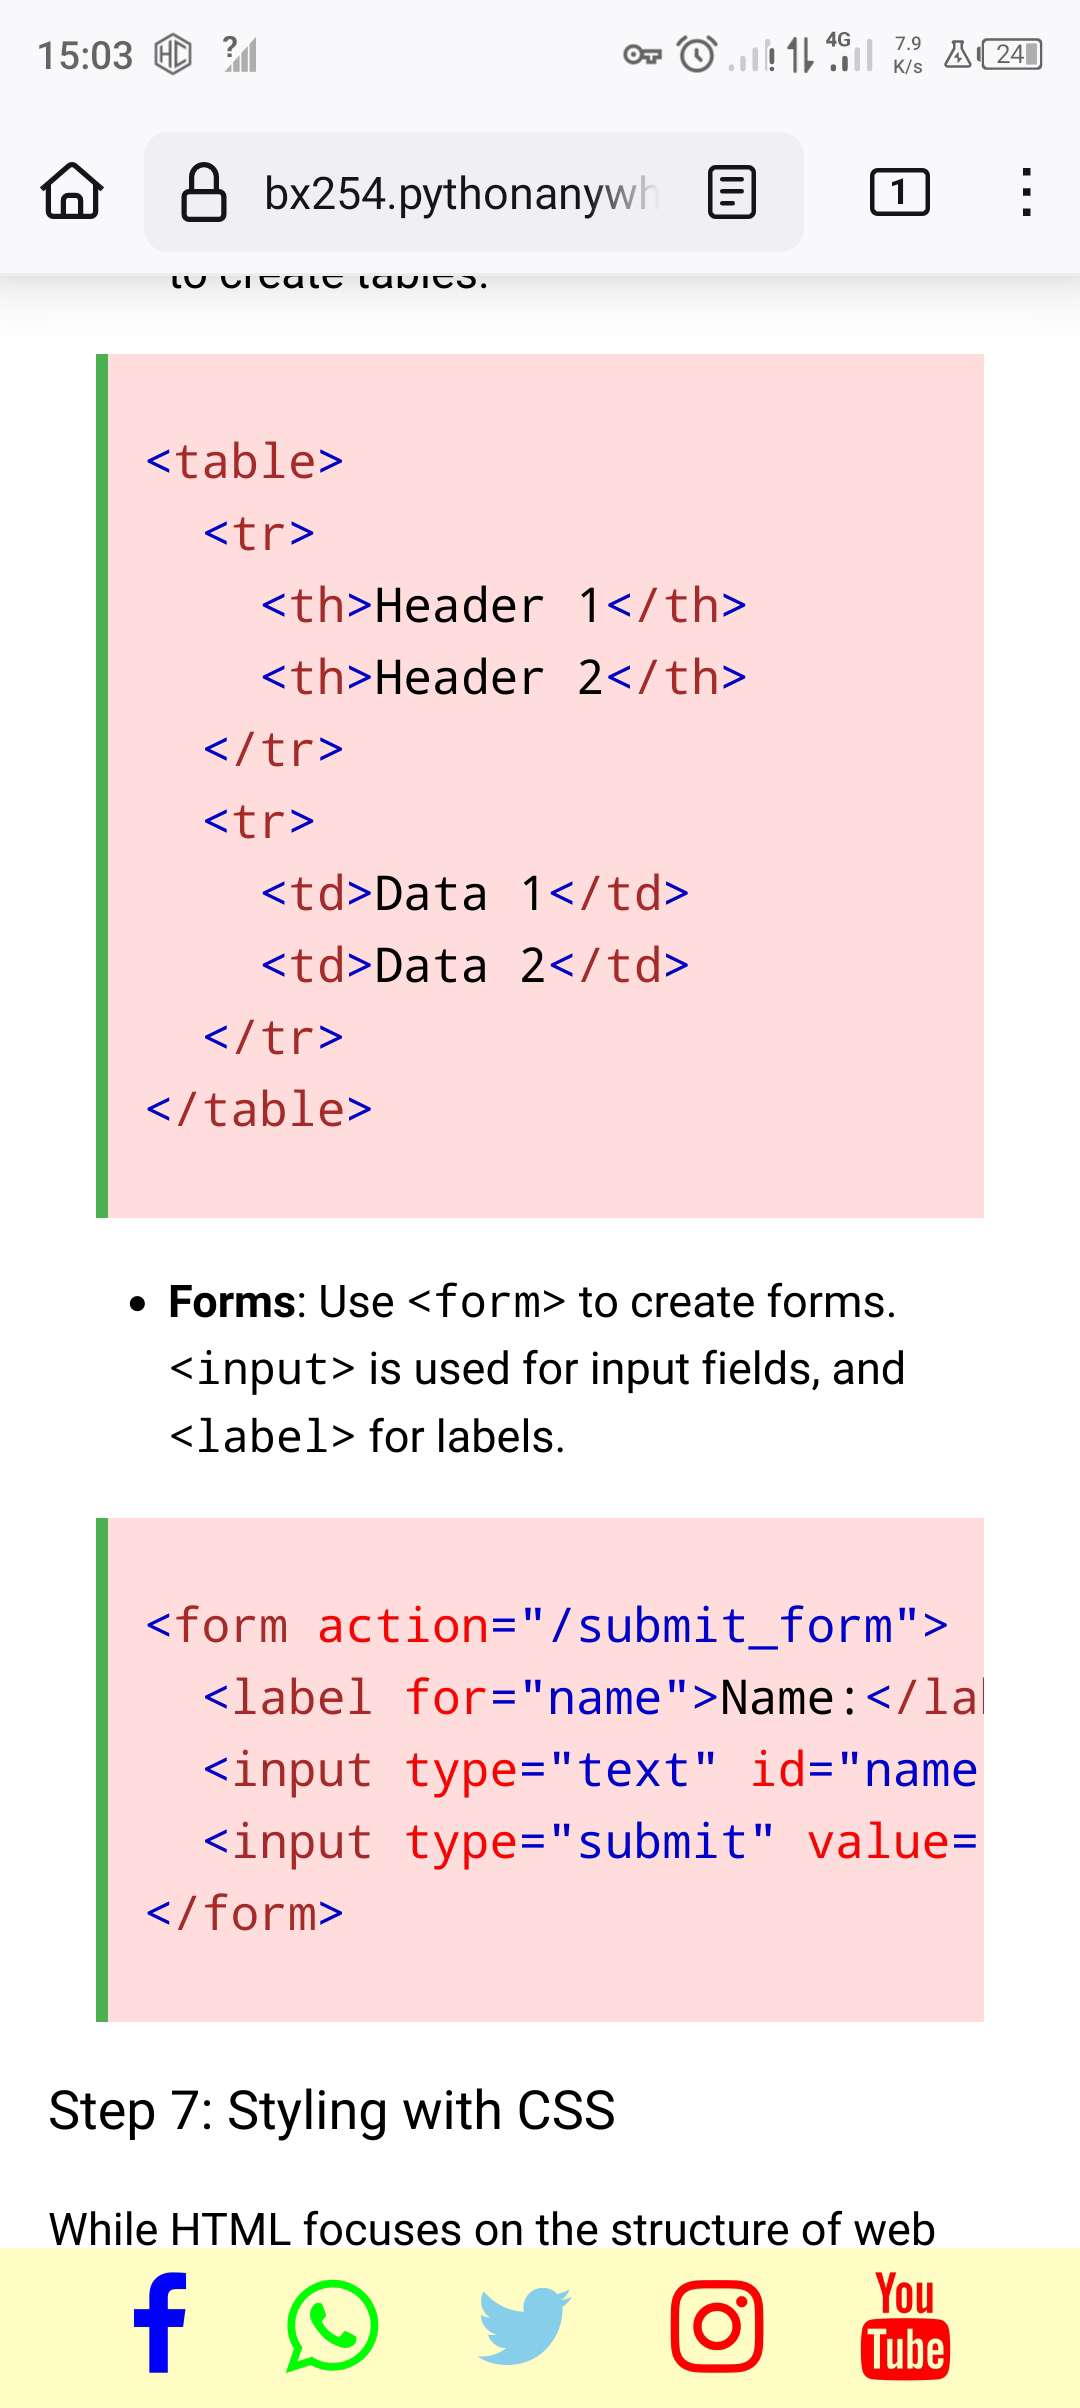 15:03 HC ? 4G 7.9 K/s 24
bx254.pythonanywh 1
to create tables.
<table>
  <tr>
    <th>Header 1</th>
    <th>Header 2</th>
  </tr>
  <tr>
    <td>Data 1</td>
    <td>Data 2</td>
  </tr>
</table>
• Forms: Use <form> to create forms.
<input> is used for input fields, and
<label> for labels.
<form action="/submit_form">
  <label for="name">Name:</la
  <input type="text" id="name
  <input type="submit" value=
</form>
Step 7: Styling with CSS
While HTML focuses on the structure of web
You
Tube